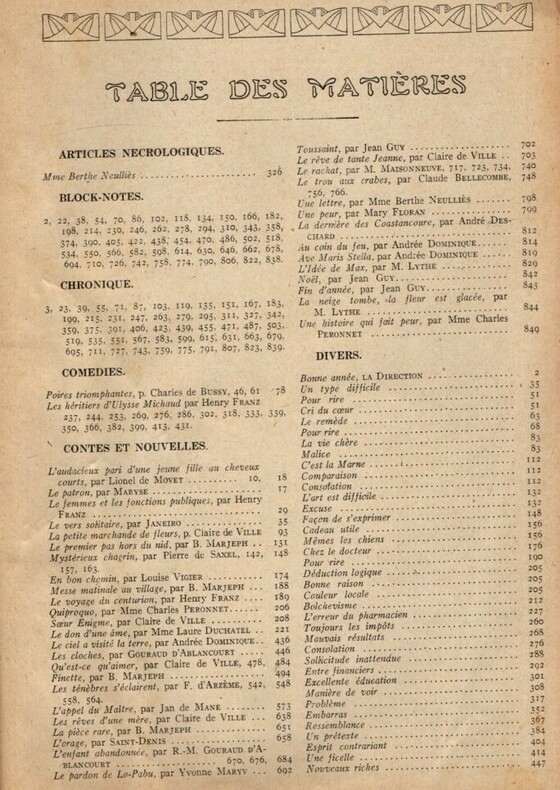 TABLE DES MATIÈRES
ARTICLES NECROLOGIQUES.
Mme Berthe Neulliès ........................ 326
BLOCK-NOTES.
2, 22, 38, 54, 70, 86, 102, 118, 134, 150, 166, 182,
198, 214, 230, 246, 262, 278, 294, 310, 343, 358,
374, 390, 405, 422, 438, 454, 470, 486, 502, 518,
534, 550, 566, 582, 598, 614, 630, 646, 662, 678,
694, 710, 726, 742, 758, 774, 790, 806, 822, 838.
CHRONIQUE.
3, 23, 39, 55, 71, 87, 103, 119, 135, 151, 167, 183,
199, 215, 231, 247, 263, 279, 295, 311, 327, 342,
359, 375, 391, 406, 423, 439, 455, 471, 487, 503,
519, 535, 551, 567, 583, 599, 615, 631, 663, 679,
695, 711, 727, 743, 759, 775, 791, 807, 823, 839.
COMEDIES.
Poires triomphantes, p. Charles de BUSSY, 46, 61 78
Les héritiers d'Ulysse Michaud par Henry FRANZ
237, 244, 253, 269, 276, 286, 302, 318, 333, 339,
350, 366, 382, 399, 413, 431.
CONTES ET NOUVELLES.
L'audacieux pari d'une jeune fille au cheveux
courts, par Lionel de MOVET .......... 10, 18
Le patron, par MARYSE .................... 17
Le femmes et les fonctions publiques, par Henry
FRANZ .................................... 29
Le vers solitaire, par JANEIRO ............ 35
La petite marchande de fleurs, p. Claire de VILLE 93
Le premier pas hors du nid, par B. MARJEPH .. 131
Mystérieux chagrin, par Pierre de SAXEL, 142, 148
157, 163.
En bon chemin, par Louise VIGIER .......... 174
Messe matinale au village, par B. MARJEPH ... 188
Le voyage du centurion, par Henry FRANZ ... 189
Quiproquo, par Mme Charles PERONNET ...... 206
Sœur Enigme, par Claire de VILLE .......... 208
Le don d'une âme, par Mme Laure DUCHATEL .. 221
Le ciel a visité la terre, par Andrée DOMINIQUE .. 436
Les cloches, par GOURAUD D'ABLANCOURT ...... 446
Qu'est-ce qu'aimer, par Claire de VILLE, 478, 484
Finette, par B. MARJEPH .................. 494
Les ténèbres s'éclairent, par F. d'ARZÈME, 542, 548
558, 564.
L'appel du Maître, par Jan de MANE ........ 573
Les rêves d'une mère, par Claire de VILLE ... 638
La pièce rare, par B. MARJEPH ............ 651
L'orage, par SAINT-DENIS .................. 658
L'enfant abandonnée, par R.-M. GOURAUD D'A-
BLANCOURT .................... 670, 676, 684
Le pardon de Lo-Pabu, par Yvonne MARYV ... 692
Toussaint, par Jean GUY .................. 702
Le rêve de tante Jeanne, par Claire de VILLE .. 703
Le rachat, par M. MAISONNEUVE, 717, 723, 734, 740
Le trou aux crabes, par Claude BELLECOMBE, 748
756, 766.
Une lettre, par Mme Berthe NEULLIÈS ........ 798
Une peur, par Mary FLORAN ................ 799
La dernière des Coastancoure, par André DES-
CHARD .................................... 812
Au coin du feu, par Andrée DOMINIQUE ...... 814
Ave Maris Stella, par Andrée DOMINIQUE .... 819
L'Idée de Max, par M. LYTHE .............. 829
Noël, par Jean GUY ....................... 842
Fin d'année, par Jean GUY ................ 843
La neige tombe, la fleur est glacée, par
M. LYTHE ................................. 844
Une histoire qui fait peur, par Mme Charles
PERONNET ................................. 849
DIVERS.
Bonne année, LA DIRECTION ................ 2
Un type difficile ........................ 35
Pour rire ................................ 51
Cri du cœur .............................. 51
Le remède ................................ 63
Pour rire ................................ 68
La vie chère ............................. 83
Malice ................................... 83
C'est la Marne ........................... 112
Comparaison .............................. 112
Consolation .............................. 112
L'art est difficile ...................... 132
Excuse ................................... 132
Façon de s'exprimer ...................... 148
Cadeau utile ............................. 156
Mêmes les chiens ......................... 156
Chez le docteur .......................... 176
Pour rire ................................ 190
Déduction logique ........................ 205
Bonne raison ............................. 205
Couleur locale ........................... 205
Bolchevisme .............................. 212
L'erreur du pharmacien ................... 227
Toujours les impôts ...................... 260
Mauvais résultats ........................ 268
Consolation .............................. 276
Sollicitude inattendue ................... 288
Entre financiers ......................... 292
Excellente éducation ..................... 301
Manière de voir .......................... 308
Problème ................................. 317
Embarras ................................. 352
Ressemblance ............................. 367
Un prétexte .............................. 384
Esprit contrariant ....................... 404
Une ficelle .............................. 414
Nouveaux riches .......................... 447